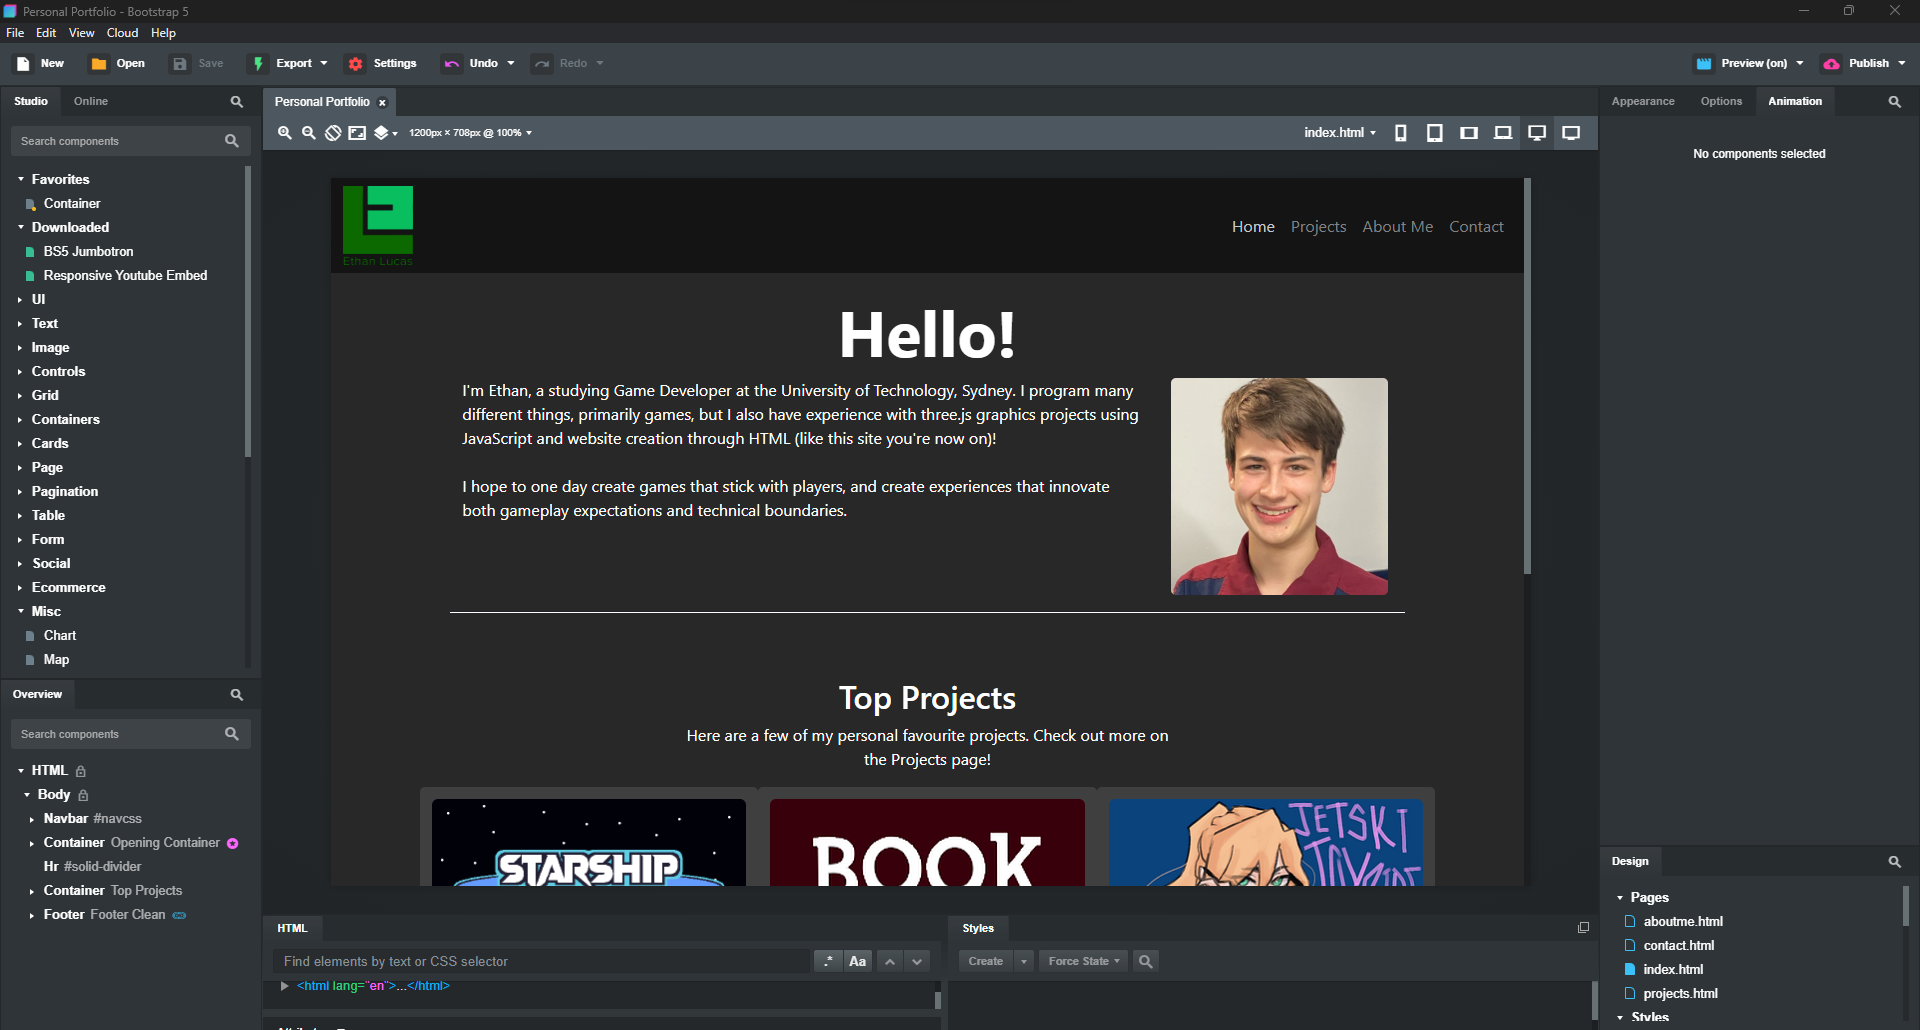 Personal Portfolio - Bootstrap 5
File Edit View Cloud Help
New Open Save Export Settings Undo Redo Preview (on) Publish
Studio Online
Search components
Favorites
Container
Downloaded
BS5 Jumbotron
Responsive Youtube Embed
UI
Text
Image
Controls
Grid
Containers
Cards
Page
Pagination
Table
Form
Social
Ecommerce
Misc
Chart
Map
Overview
Search components
HTML
Body
Navbar #navcss
Container Opening Container
Hr #solid-divider
Container Top Projects
Footer Footer Clean
Personal Portfolio
1200px × 708px @ 100% index.html
Ethan Lucas
Home Projects About Me Contact
Hello!
I'm Ethan, a studying Game Developer at the University of Technology, Sydney. I program many
different things, primarily games, but I also have experience with three.js graphics projects using
JavaScript and website creation through HTML (like this site you're now on)!
I hope to one day create games that stick with players, and create experiences that innovate
both gameplay expectations and technical boundaries.
Top Projects
Here are a few of my personal favourite projects. Check out more on
the Projects page!
STARSHIP
BOOK
JETSKI
HTML
Find elements by text or CSS selector
.* Aa
<html lang="en">...</html>
Styles
Create Force State
Appearance Options Animation
No components selected
Design
Pages
aboutme.html
contact.html
index.html
projects.html
Styles